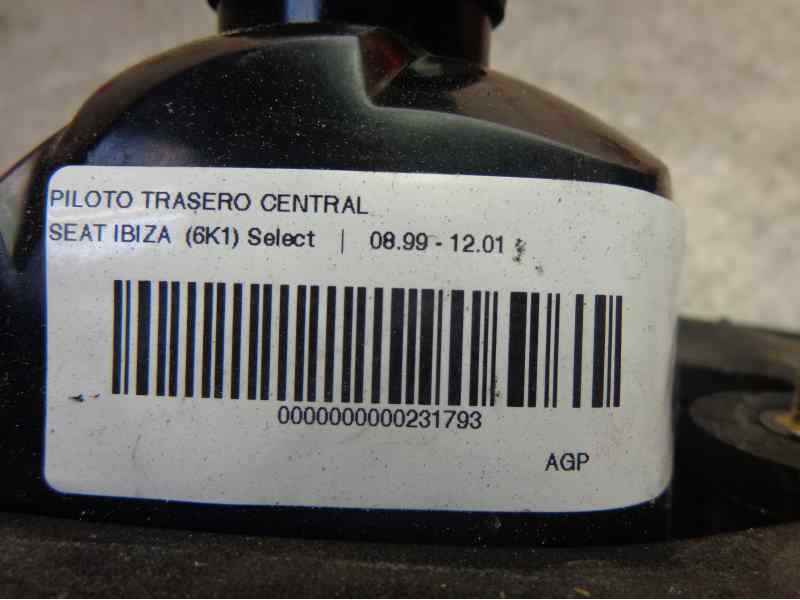 PILOTO TRASERO CENTRAL
SEAT IBIZA (6K1) Select | 08.99 - 12.01
0000000000231793
AGP